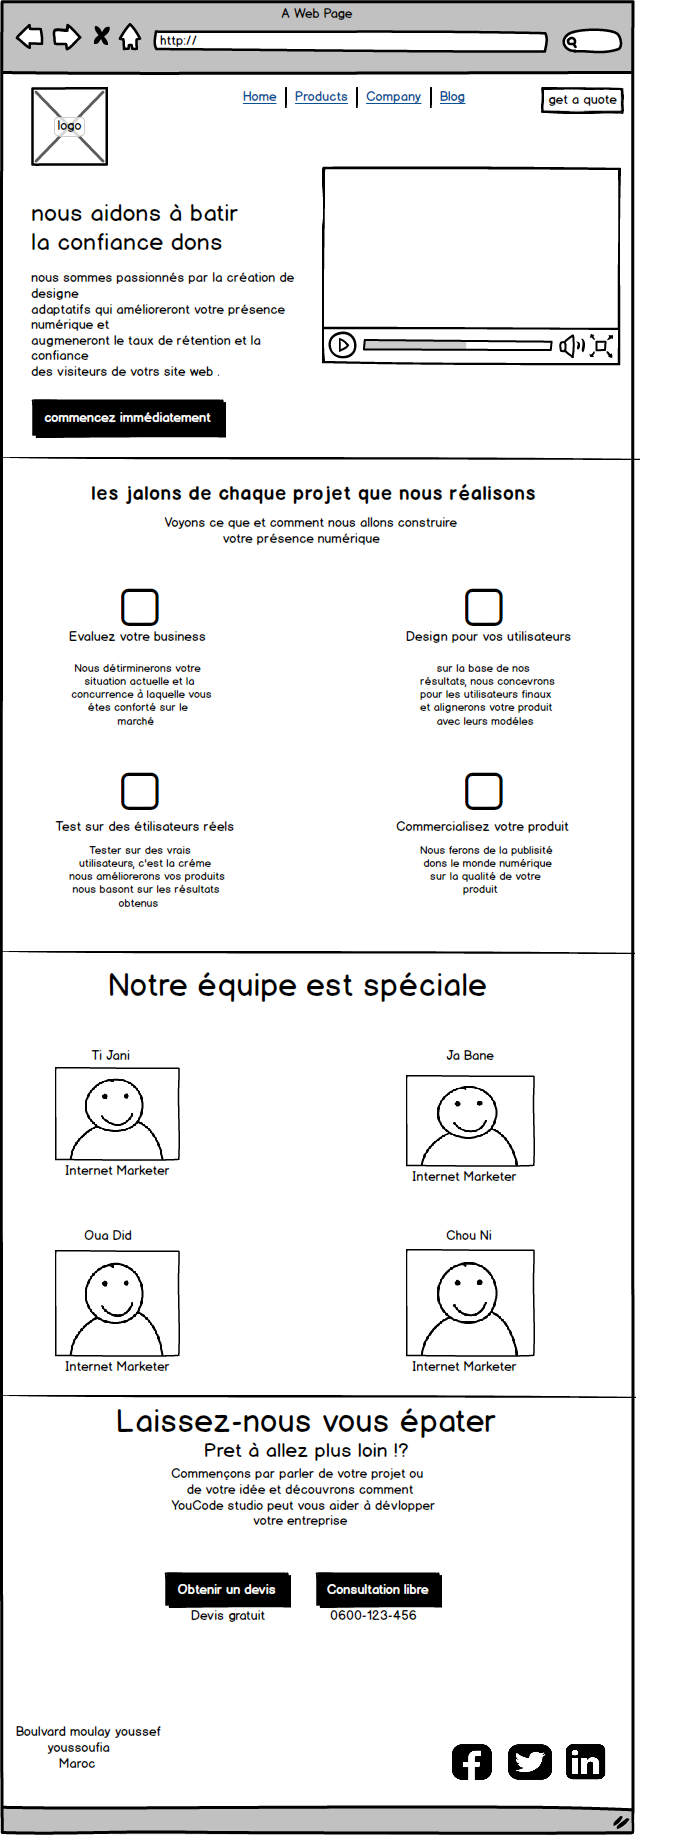 A Web Page
http://
logo
Home
Products
Company
Blog
get a quote
nous aidons à batir
la confiance dons
nous sommes passionnés par la création de
designe
adaptatifs qui amélioreront votre présence
numérique et
augmeneront le taux de rétention et la
confiance
des visiteurs de votrs site web .
commencez immédiatement
les jalons de chaque projet que nous réalisons
Voyons ce que et comment nous allons construire
votre présence numérique
Evaluez votre business
Nous détirminerons votre
situation actuelle et la
concurrence à laquelle vous
étes conforté sur le
marché
Design pour vos utilisateurs
sur la base de nos
résultats, nous concevrons
pour les utilisateurs finaux
et alignerons votre produit
avec leurs modéles
Test sur des étilisateurs réels
Tester sur des vrais
utilisateurs, c'est la créme
nous améliorerons vos produits
nous basont sur les résultats
obtenus
Commercialisez votre produit
Nous ferons de la publisité
dons le monde numérique
sur la qualité de votre
produit
Notre équipe est spéciale
Ti Jani
Internet Marketer
Ja Bane
Internet Marketer
Oua Did
Internet Marketer
Chou Ni
Internet Marketer
Laissez-nous vous épater
Pret à allez plus loin !?
Commençons par parler de votre projet ou
de votre idée et découvrons comment
YouCode studio peut vous aider à dévlopper
votre entreprise
Obtenir un devis
Devis gratuit
Consultation libre
0600-123-456
Boulvard moulay youssef
youssoufia
Maroc